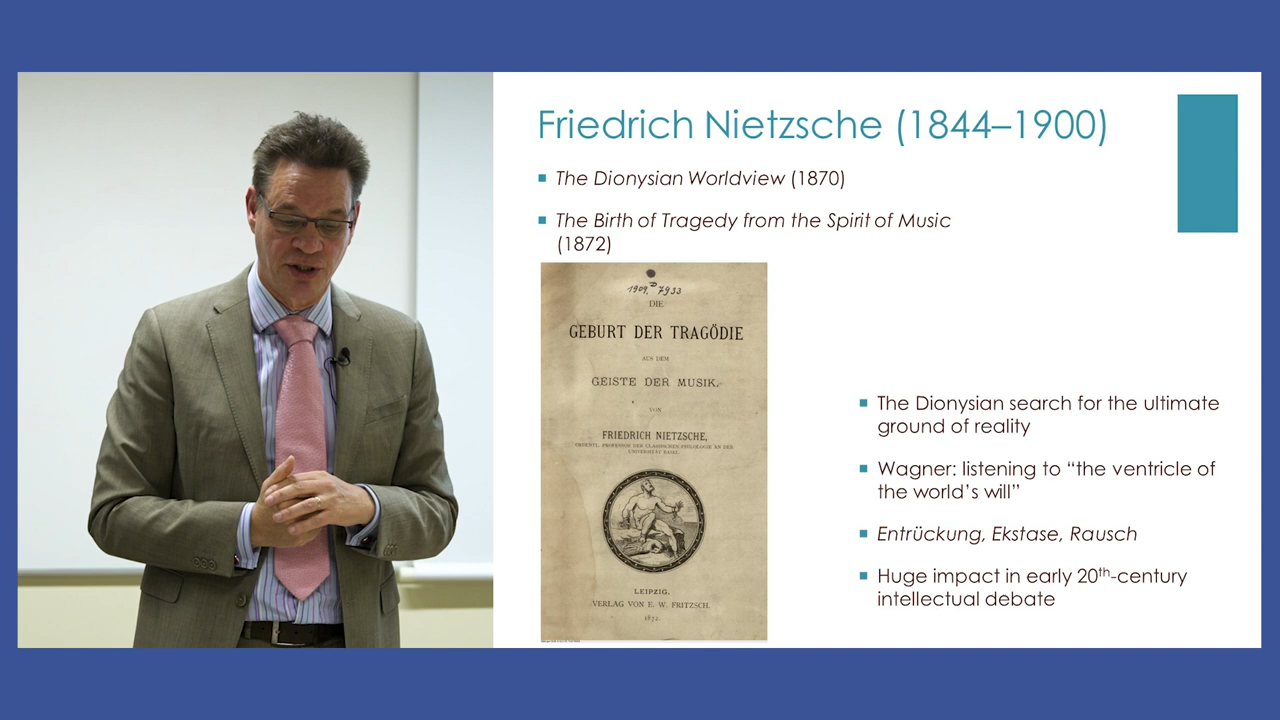 Friedrich Nietzsche (1844–1900)
■ The Dionysian Worldview (1870)
■ The Birth of Tragedy from the Spirit of Music
(1872)
1909, 7933
DIE
GEBURT DER TRAGÖDIE
AUS DEM
GEISTE DER MUSIK.
VON
FRIEDRICH NIETZSCHE,
ORDENTL. PROFESSOR DER CLASSISCHEN PHILOLOGIE AN DER
UNIVERSITÄT BASEL.
LEIPZIG.
VERLAG VON E. W. FRITZSCH.
1872.
■ The Dionysian search for the ultimate
ground of reality
■ Wagner: listening to “the ventricle of
the world’s will”
■ Entrückung, Ekstase, Rausch
■ Huge impact in early 20th-century
intellectual debate